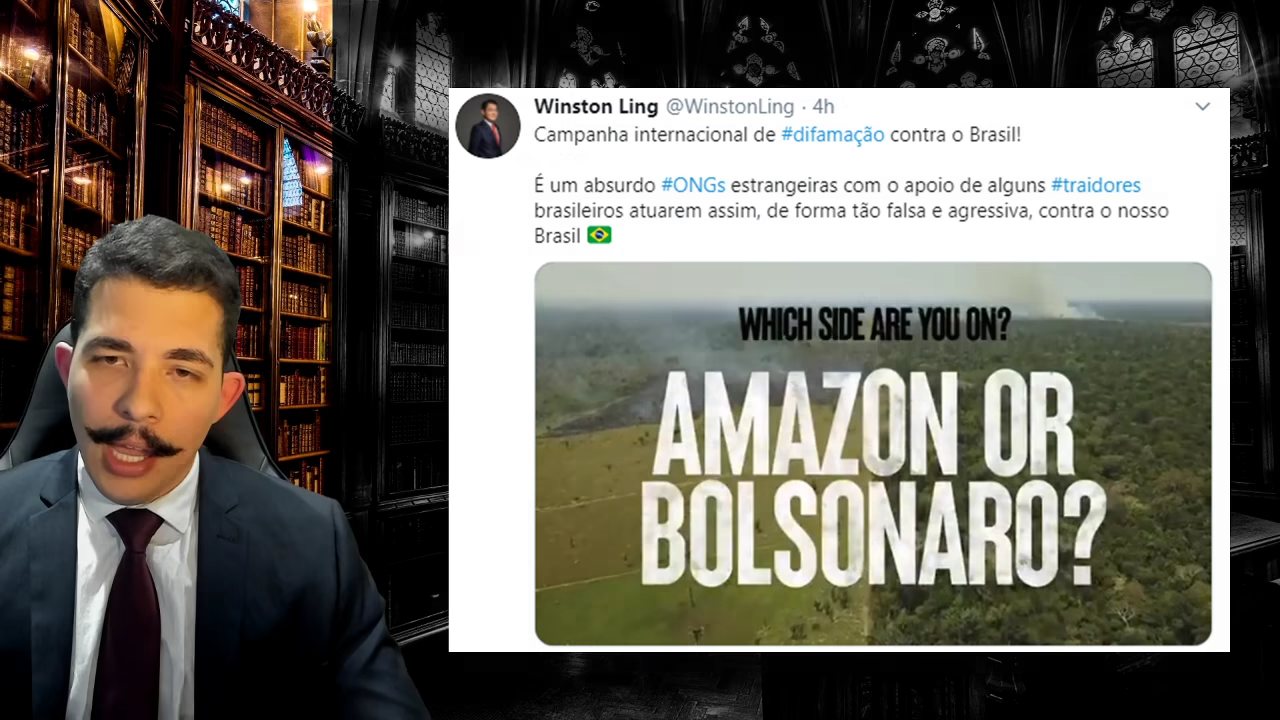 Winston Ling @WinstonLing · 4h
Campanha internacional de #difamação contra o Brasil!
É um absurdo #ONGs estrangeiras com o apoio de alguns #traidores
brasileiros atuarem assim, de forma tão falsa e agressiva, contra o nosso
Brasil 🇧🇷
WHICH SIDE ARE YOU ON?
AMAZON OR
BOLSONARO?